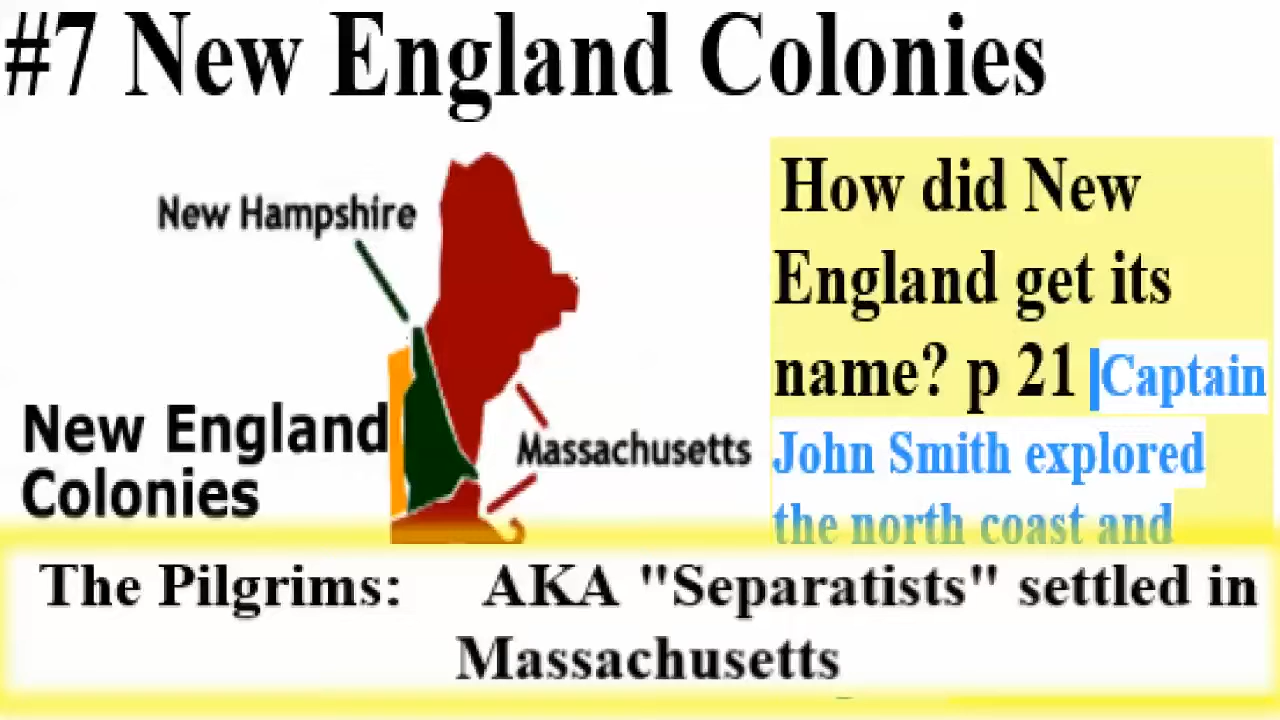 #7 New England Colonies
New Hampshire
Massachusetts
New England
Colonies
How did New
England get its
name? p 21 Captain
John Smith explored
the north coast and
The Pilgrims: AKA "Separatists" settled in
Massachusetts